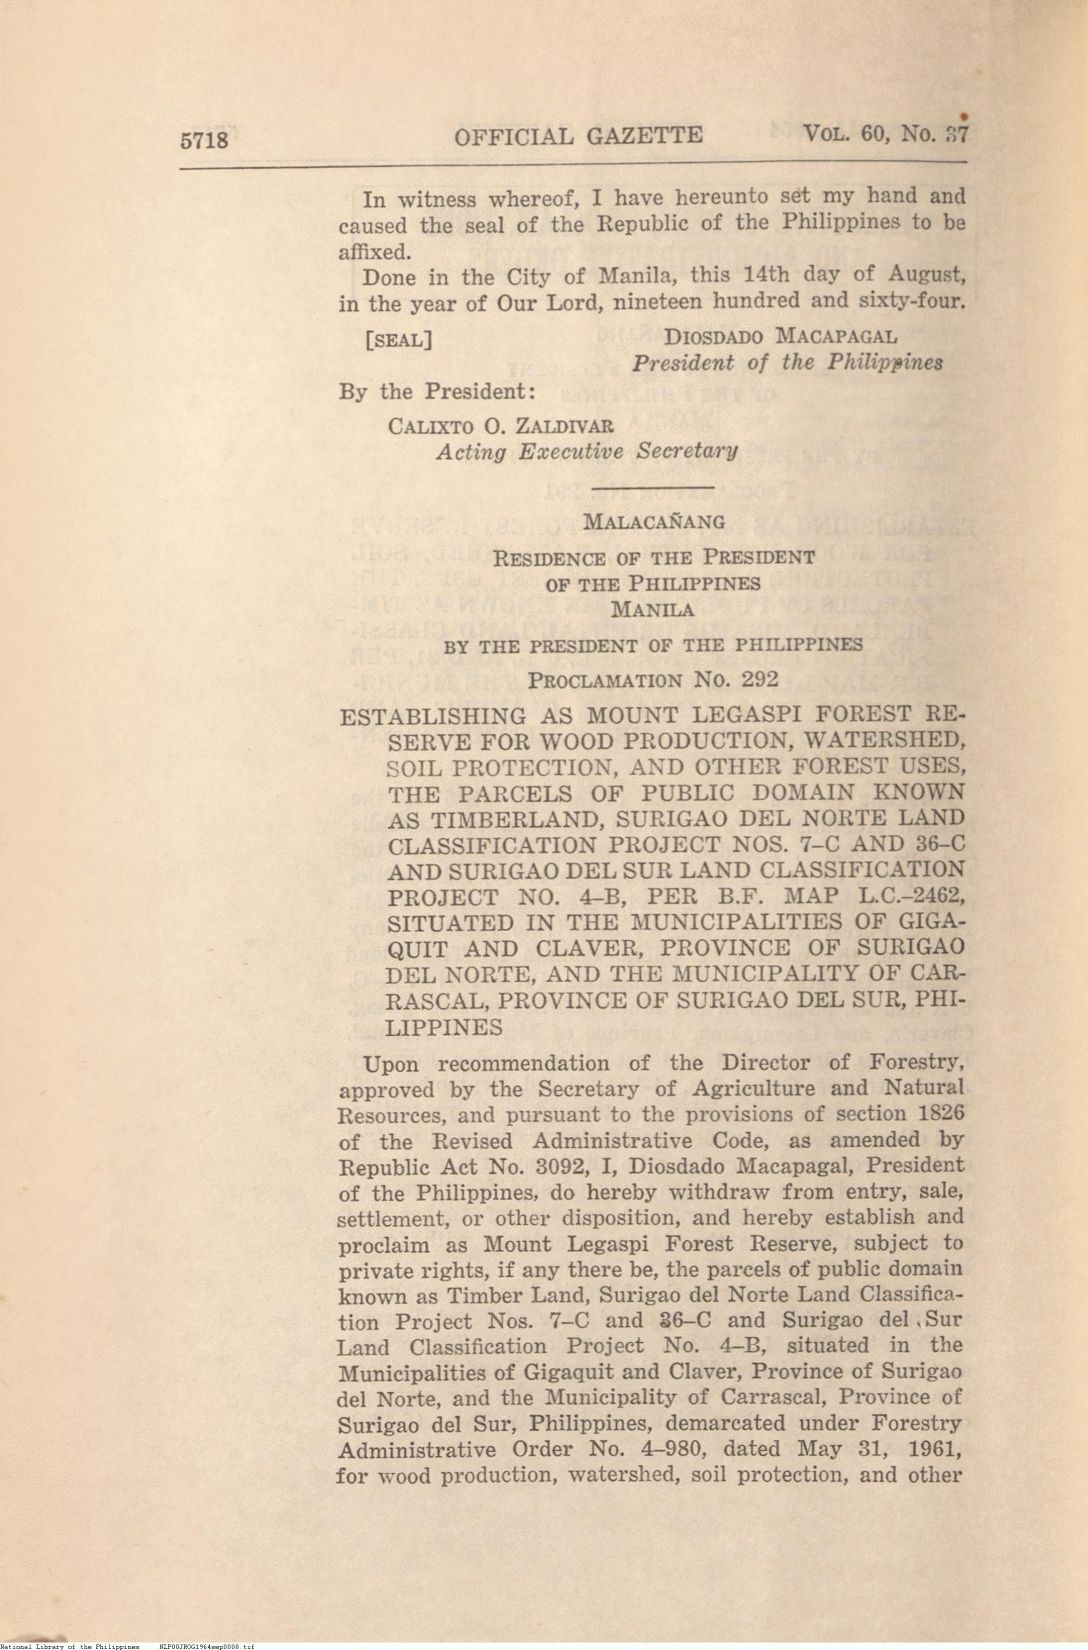 5718 OFFICIAL GAZETTE VOL. 60, No. 37
In witness whereof, I have hereunto set my hand and
caused the seal of the Republic of the Philippines to be
affixed.
Done in the City of Manila, this 14th day of August,
in the year of Our Lord, nineteen hundred and sixty-four.
[SEAL] DIOSDADO MACAPAGAL
President of the Philippines
By the President:
CALIXTO O. ZALDIVAR
Acting Executive Secretary
MALACAÑANG
RESIDENCE OF THE PRESIDENT
OF THE PHILIPPINES
MANILA
BY THE PRESIDENT OF THE PHILIPPINES
PROCLAMATION NO. 292
ESTABLISHING AS MOUNT LEGASPI FOREST RE-
SERVE FOR WOOD PRODUCTION, WATERSHED,
SOIL PROTECTION, AND OTHER FOREST USES,
THE PARCELS OF PUBLIC DOMAIN KNOWN
AS TIMBERLAND, SURIGAO DEL NORTE LAND
CLASSIFICATION PROJECT NOS. 7–C AND 36–C
AND SURIGAO DEL SUR LAND CLASSIFICATION
PROJECT NO. 4–B, PER B.F. MAP L.C.–2462,
SITUATED IN THE MUNICIPALITIES OF GIGA-
QUIT AND CLAVER, PROVINCE OF SURIGAO
DEL NORTE, AND THE MUNICIPALITY OF CAR-
RASCAL, PROVINCE OF SURIGAO DEL SUR, PHI-
LIPPINES
Upon recommendation of the Director of Forestry,
approved by the Secretary of Agriculture and Natural
Resources, and pursuant to the provisions of section 1826
of the Revised Administrative Code, as amended by
Republic Act No. 3092, I, Diosdado Macapagal, President
of the Philippines, do hereby withdraw from entry, sale,
settlement, or other disposition, and hereby establish and
proclaim as Mount Legaspi Forest Reserve, subject to
private rights, if any there be, the parcels of public domain
known as Timber Land, Surigao del Norte Land Classifica-
tion Project Nos. 7–C and 36–C and Surigao del Sur
Land Classification Project No. 4–B, situated in the
Municipalities of Gigaquit and Claver, Province of Surigao
del Norte, and the Municipality of Carrascal, Province of
Surigao del Sur, Philippines, demarcated under Forestry
Administrative Order No. 4–980, dated May 31, 1961,
for wood production, watershed, soil protection, and other
National Library of the Philippines NLP00JROG1964sep0008.tif